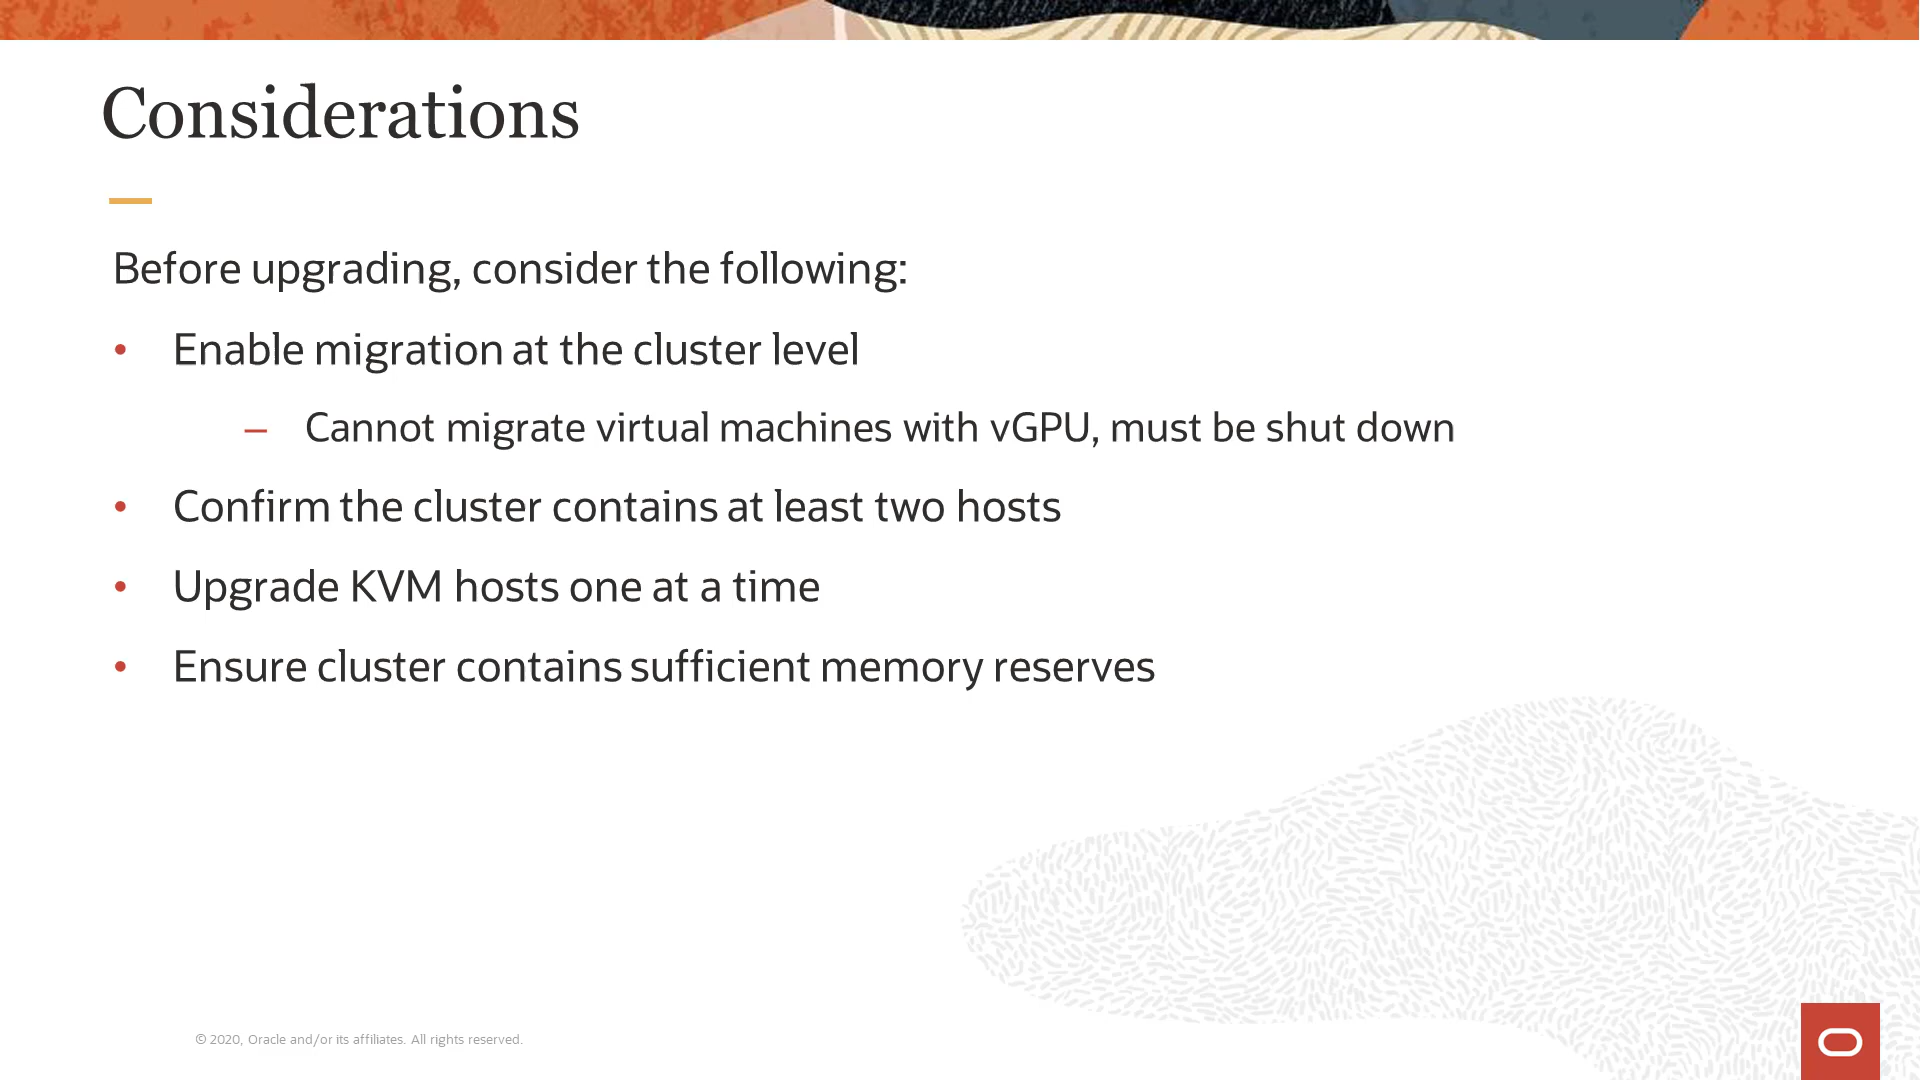 Considerations
Before upgrading, consider the following:
• Enable migration at the cluster level
– Cannot migrate virtual machines with vGPU, must be shut down
• Confirm the cluster contains at least two hosts
• Upgrade KVM hosts one at a time
• Ensure cluster contains sufficient memory reserves
© 2020, Oracle and/or its affiliates. All rights reserved.